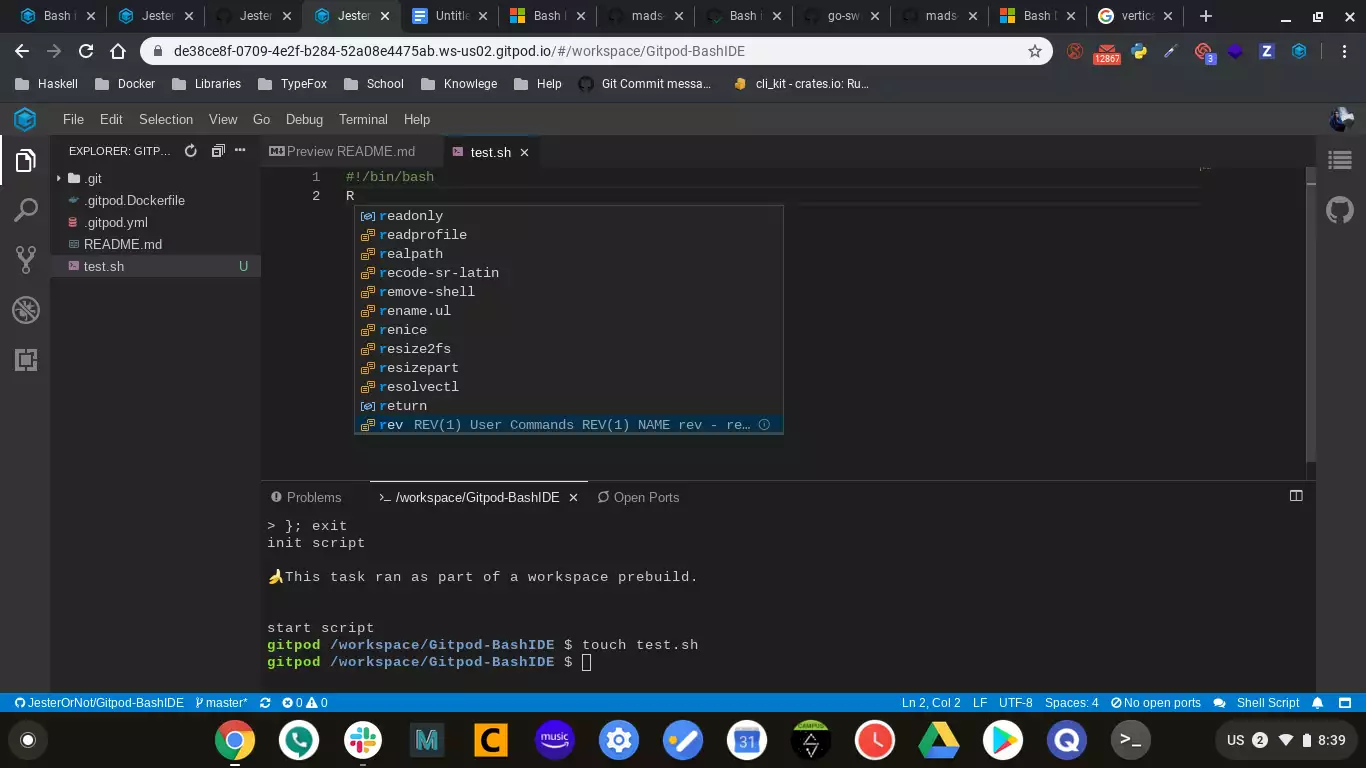 Bash
Jester
Jester
Jester
Untitle
Bash
mads-
Bash i
go-sw
mads-
Bash
vertica
de38ce8f-0709-4e2f-b284-52a08e4475ab.ws-us02.gitpod.io/#/workspace/Gitpod-BashIDE
12867
3
Z
Haskell
Docker
Libraries
TypeFox
School
Knowlege
Help
Git Commit messa...
cli_kit - crates.io: Ru...
File Edit Selection View Go Debug Terminal Help
EXPLORER: GITP...
Preview README.md
test.sh
.git
.gitpod.Dockerfile
.gitpod.yml
README.md
test.sh U
1 #!/bin/bash
2 R
readonly
readprofile
realpath
recode-sr-latin
remove-shell
rename.ul
renice
resize2fs
resizepart
resolvectl
return
rev REV(1) User Commands REV(1) NAME rev - re…
Problems
>_ /workspace/Gitpod-BashIDE
Open Ports
> }; exit
init script
🍌This task ran as part of a workspace prebuild.
start script
gitpod /workspace/Gitpod-BashIDE $ touch test.sh
gitpod /workspace/Gitpod-BashIDE $
JesterOrNot/Gitpod-BashIDE master* 0 0 Ln 2, Col 2 LF UTF-8 Spaces: 4 No open ports Shell Script
M
C
music
31
CAMPUS
Q
>_
US 2 8:39